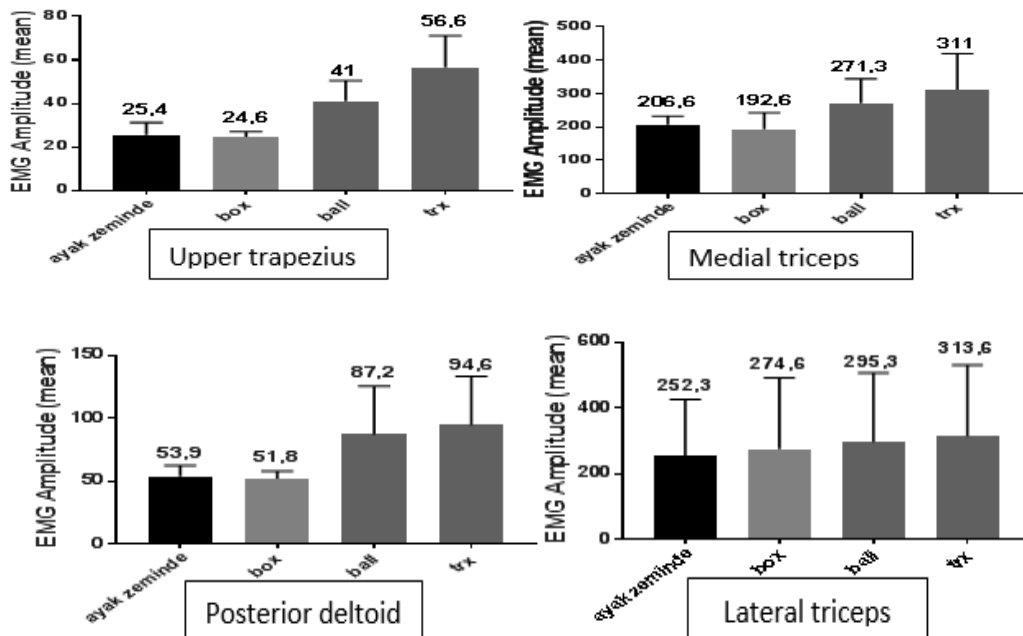 EMG Amplitude (mean)
80
60
40
20
0
25,4
24,6
41
56,6
ayak zeminde
box
ball
trx
Upper trapezius
EMG Amplitude (mean)
500
400
300
200
100
0
206,6
192,6
271,3
311
ayak zeminde
box
ball
trx
Medial triceps
EMG Amplitude (mean)
150
100
50
0
53,9
51,8
87,2
94,6
ayak zeminde
box
ball
trx
Posterior deltoid
EMG Amplitude (mean)
600
400
200
0
252,3
274,6
295,3
313,6
ayak zeminde
box
ball
trx
Lateral triceps